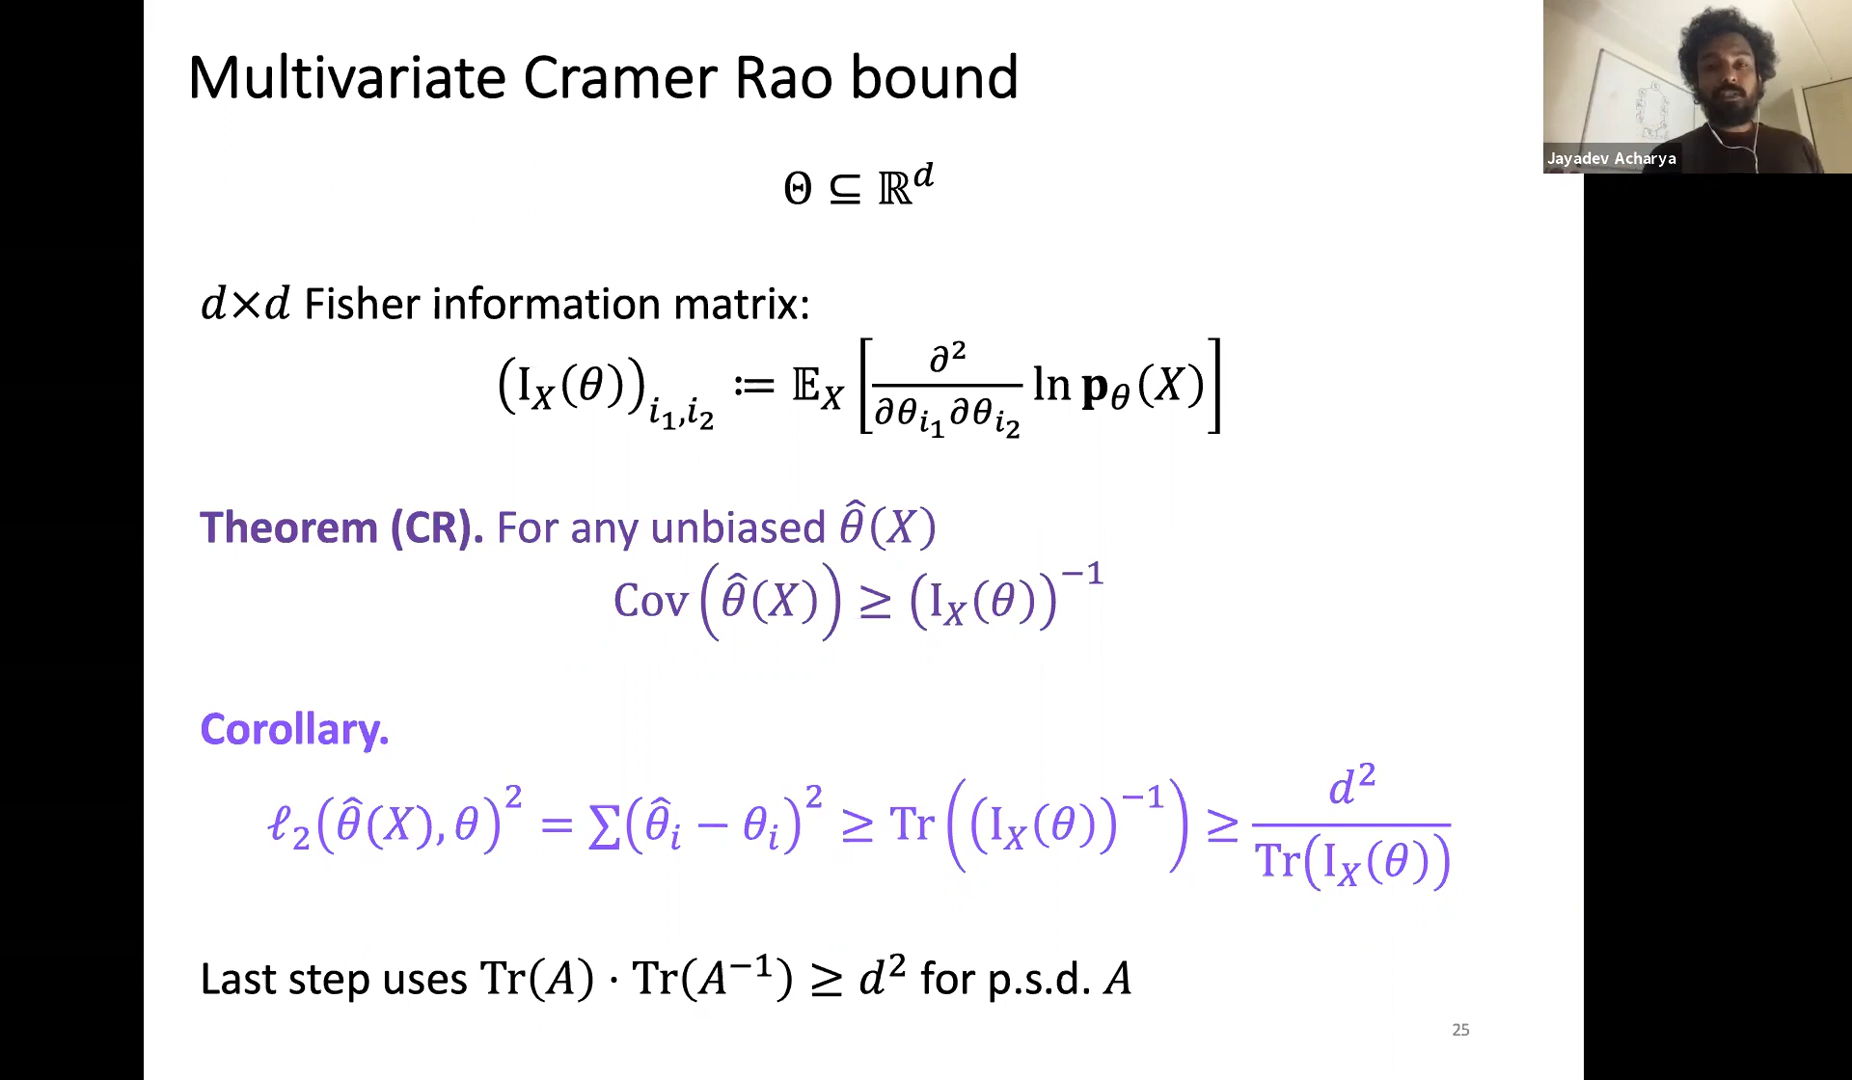 Multivariate Cramer Rao bound
Θ ⊆ ℝ^d
d×d Fisher information matrix:
(I_X(θ))_{i_1,i_2} ≔ 𝔼_X [∂^2/(∂θ_{i_1}∂θ_{i_2}) ln 𝐩_θ(X)]
Theorem (CR). For any unbiased θ̂(X)
Cov(θ̂(X)) ≥ (I_X(θ))^{−1}
Corollary.
ℓ_2(θ̂(X), θ)^2 = ∑(θ̂_i − θ_i)^2 ≥ Tr((I_X(θ))^{−1}) ≥ d^2/Tr(I_X(θ))
Last step uses Tr(A) · Tr(A^{−1}) ≥ d^2 for p.s.d. A
25
Jayadev Acharya